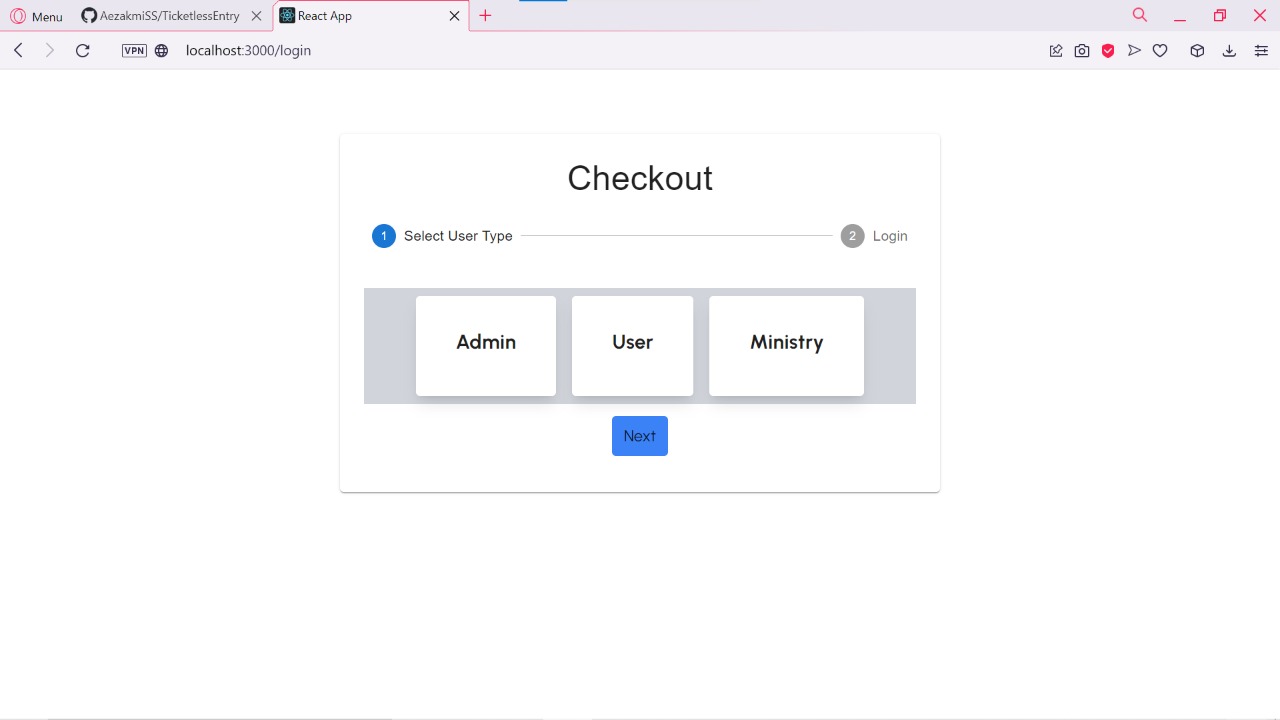 Menu
AezakmiSS/TicketlessEntry
React App
VPN
localhost:3000/login
Checkout
1 Select User Type
2 Login
Admin
User
Ministry
Next